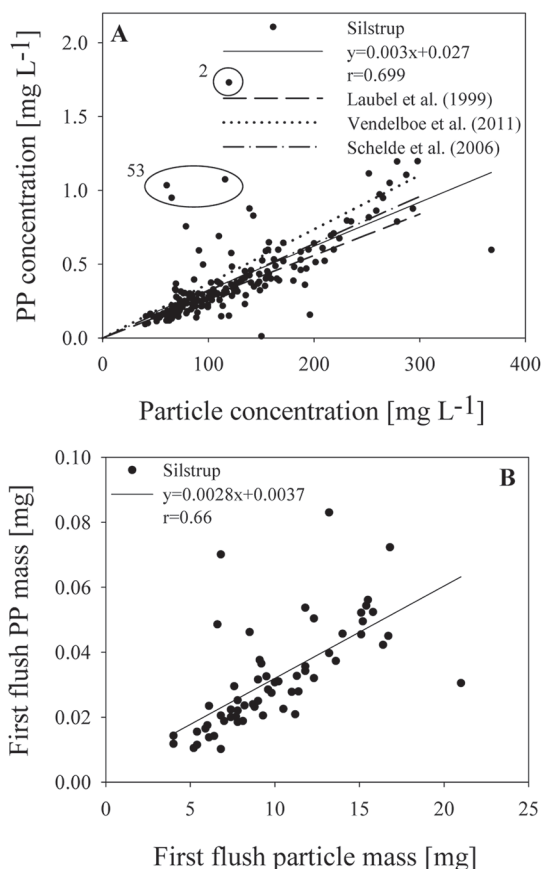 A
Silstrup
y=0.003x+0.027
r=0.699
Laubel et al. (1999)
Vendelboe et al. (2011)
Schelde et al. (2006)
2
53
2.0
1.5
1.0
0.5
0.0
PP concentration [mg L-1]
0 100 200 300 400
Particle concentration [mg L-1]
B
Silstrup
y=0.0028x+0.0037
r=0.66
0.10
0.08
0.06
0.04
0.02
0.00
First flush PP mass [mg]
0 5 10 15 20 25
First flush particle mass [mg]